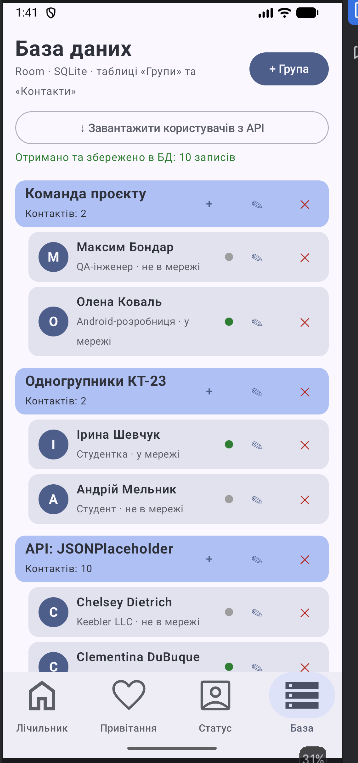 1:41
База даних
Room · SQLite · таблиці «Групи» та
«Контакти»
+ Група
↓ Завантажити користувачів з API
Отримано та збережено в БД: 10 записів
Команда проєкту
Контактів: 2
+
М
Максим Бондар
QA-інженер · не в мережі
О
Олена Коваль
Android-розробниця · у
мережі
Одногрупники КТ-23
Контактів: 2
+
І
Ірина Шевчук
Студентка · у мережі
А
Андрій Мельник
Студент · не в мережі
API: JSONPlaceholder
Контактів: 10
+
C
Chelsey Dietrich
Keebler LLC · не в мережі
C
Clementina DuBuque
Лічильник
Привітання
Статус
База
31%